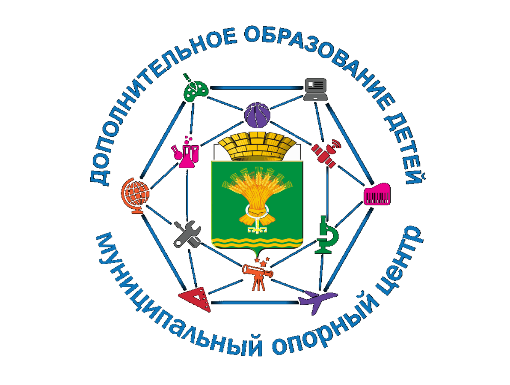 ДОПОЛНИТЕЛЬНОЕ ОБРАЗОВАНИЕ ДЕТЕЙ
муниципальный опорный центр